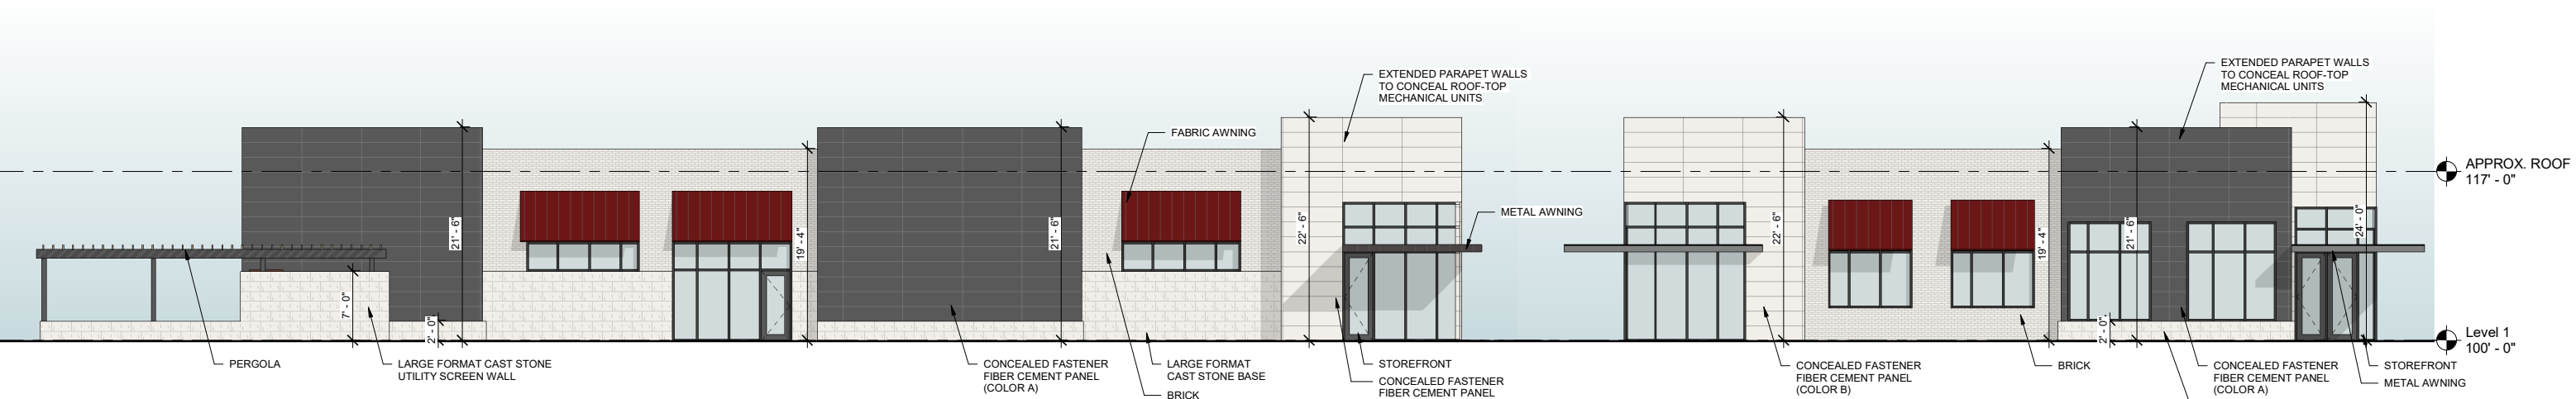 EXTENDED PARAPET WALLS
TO CONCEAL ROOF-TOP
MECHANICAL UNITS
EXTENDED PARAPET WALLS
TO CONCEAL ROOF-TOP
MECHANICAL UNITS
FABRIC AWNING
APPROX. ROOF
117' - 0"
21' - 6"
19' - 4"
21' - 6"
22' - 6"
METAL AWNING
22' - 6"
19' - 4"
21' - 6"
24' - 0"
7' - 0"
2' - 0"
2' - 0"
Level 1
100' - 0"
PERGOLA
LARGE FORMAT CAST STONE
UTILITY SCREEN WALL
CONCEALED FASTENER
FIBER CEMENT PANEL
(COLOR A)
LARGE FORMAT
CAST STONE BASE
BRICK
STOREFRONT
CONCEALED FASTENER
FIBER CEMENT PANEL
CONCEALED FASTENER
FIBER CEMENT PANEL
(COLOR B)
BRICK
CONCEALED FASTENER
FIBER CEMENT PANEL
(COLOR A)
STOREFRONT
METAL AWNING